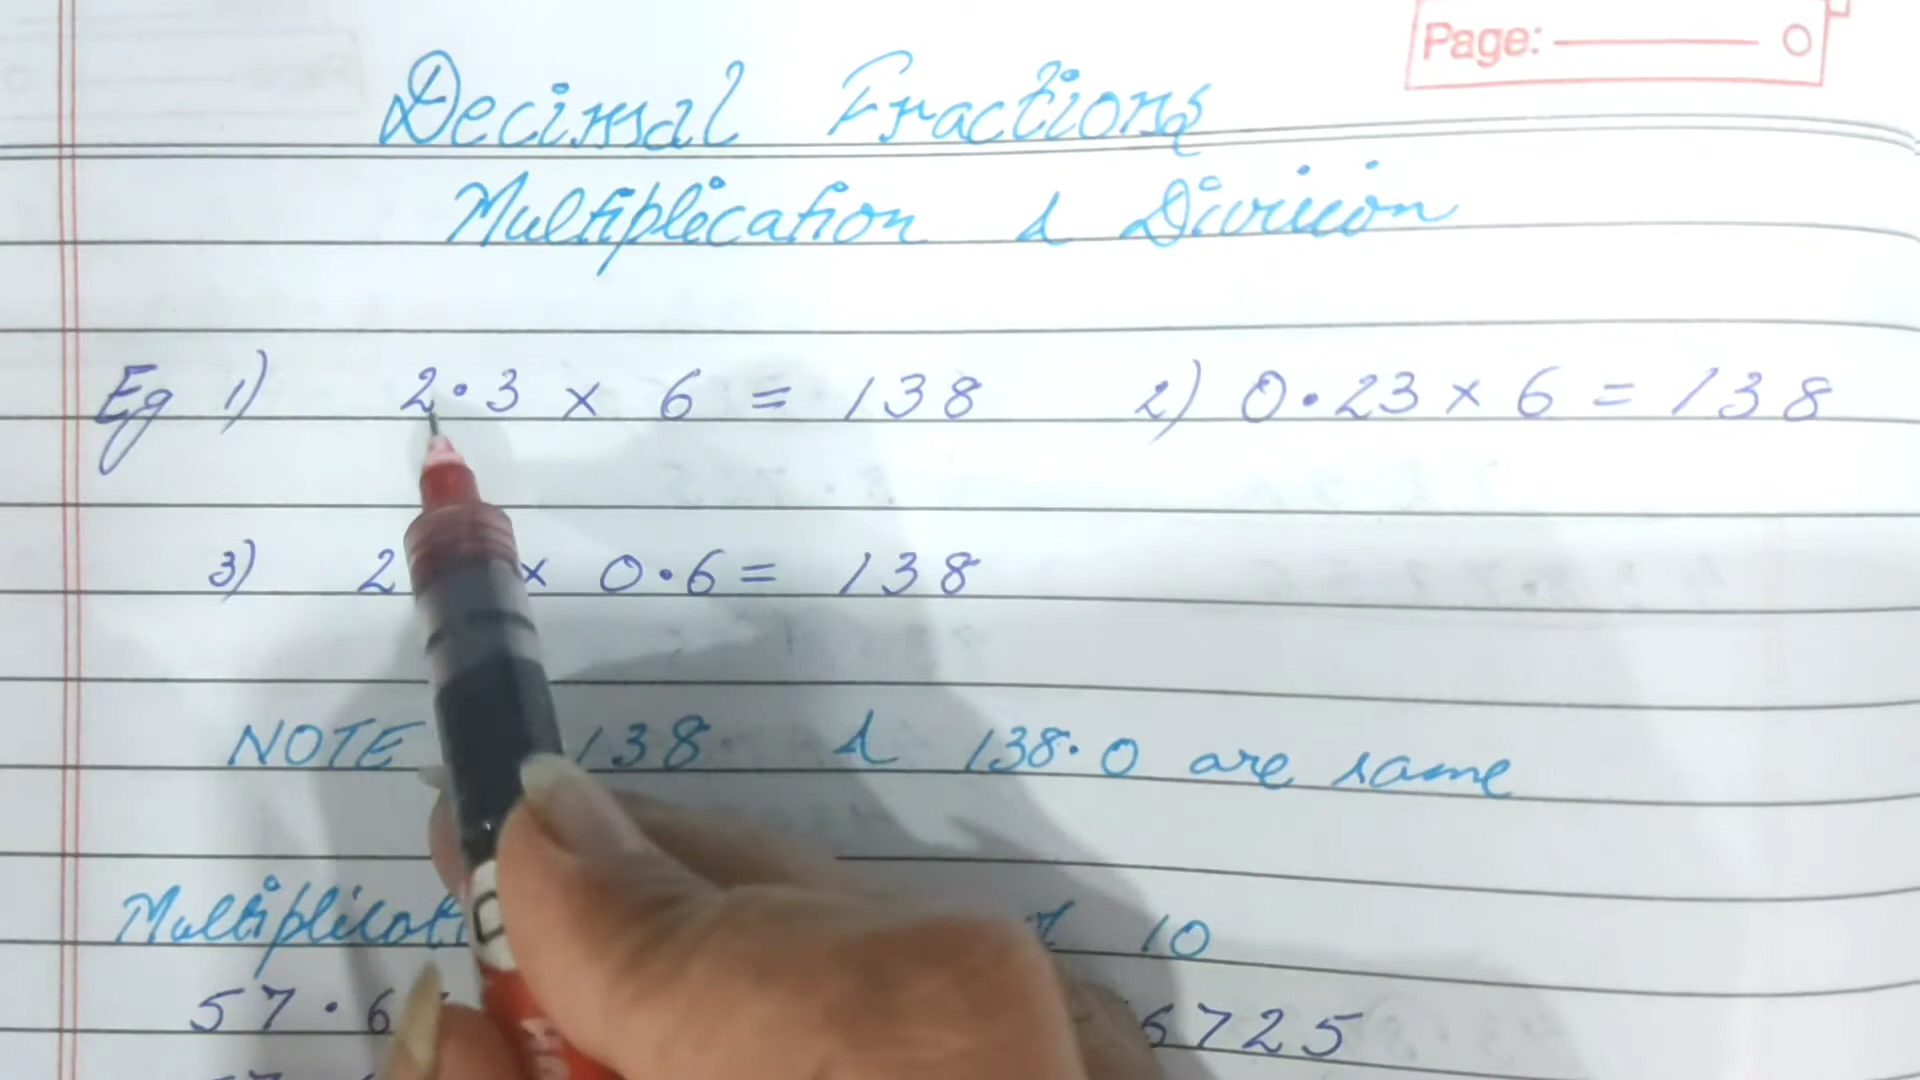 Page:
Decimal Fractions
Multiplication & Division
Eg 1) 2.3 x 6 = 138 2) 0.23 x 6 = 138
3) 2 x 0.6 = 138
NOTE 138 & 138.0 are same
10
57.6 6725